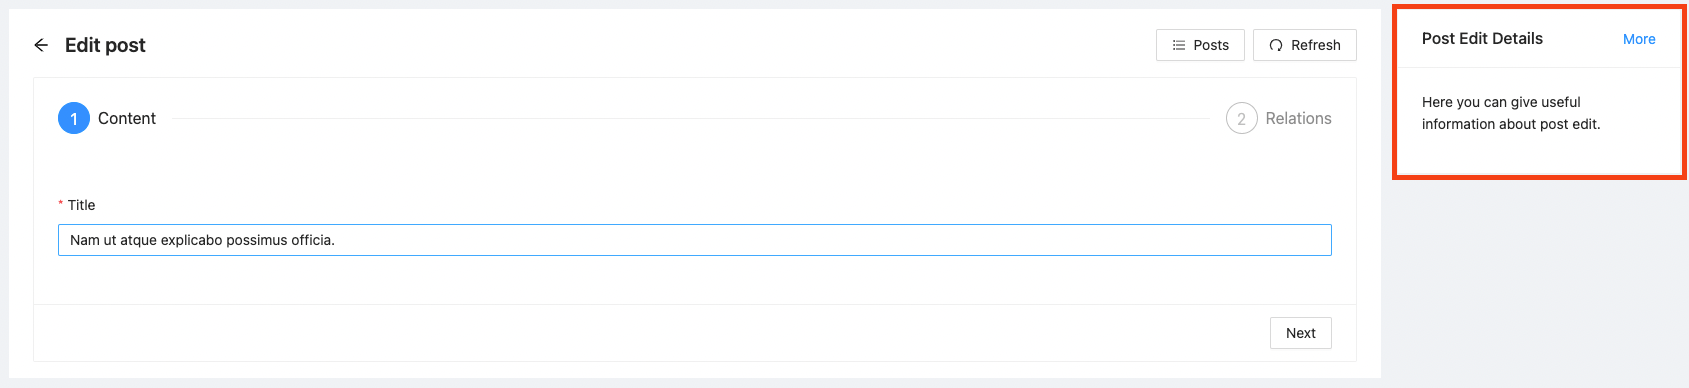 Edit post
Posts
Refresh
1 Content
2 Relations
* Title
Nam ut atque explicabo possimus officia.
Next
Post Edit Details
More
Here you can give useful
information about post edit.